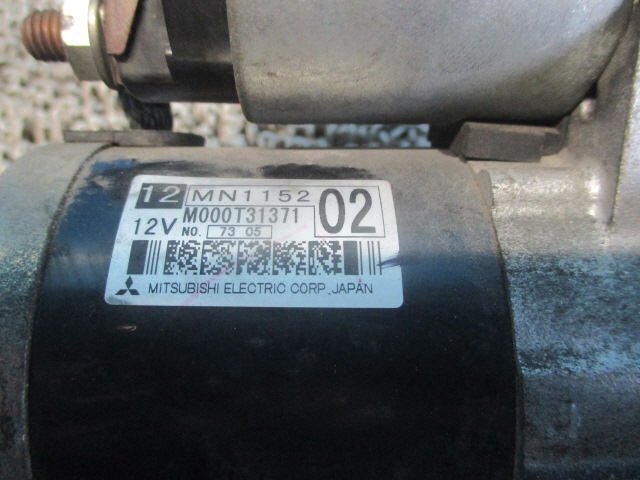 12 MN1152 02
12V M000T31371
NO. 73 05
MITSUBISHI ELECTRIC CORP. JAPAN